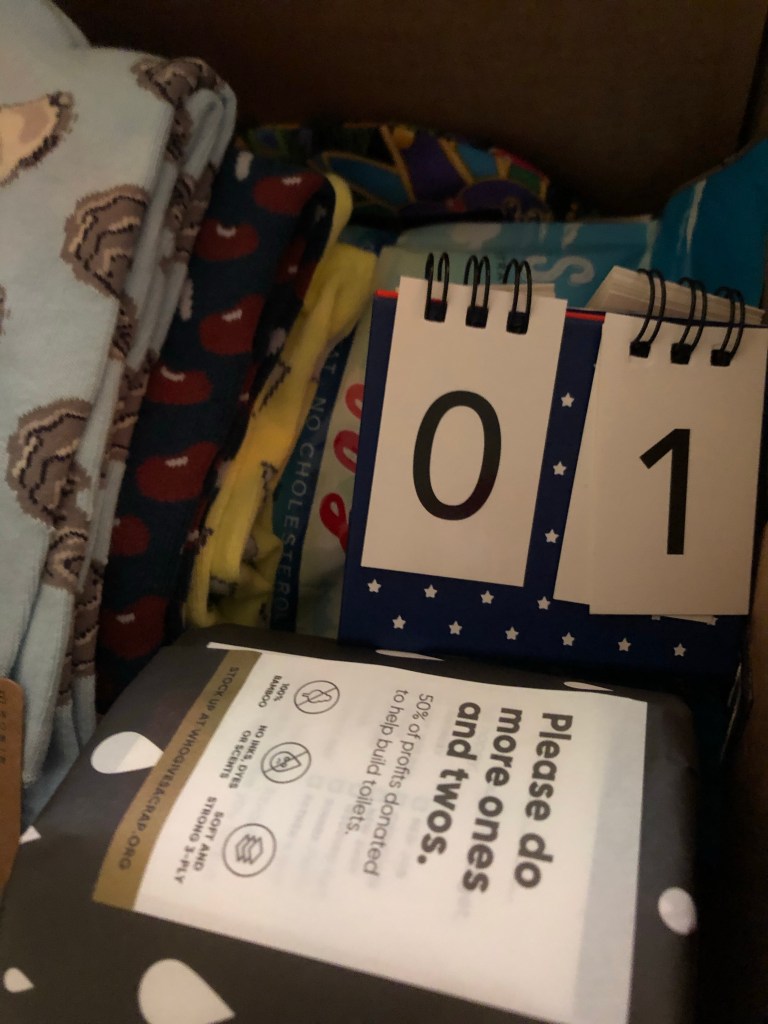 0
1
NO CHOLESTEROL
Please do
more ones
and twos.
50% of profits donated
to help build toilets.
100%
BAMBOO
NO INKS, DYES
OR SCENTS
SOFT AND
STRONG 3-PLY
STOCK UP AT WHOGIVESACRAP.ORG